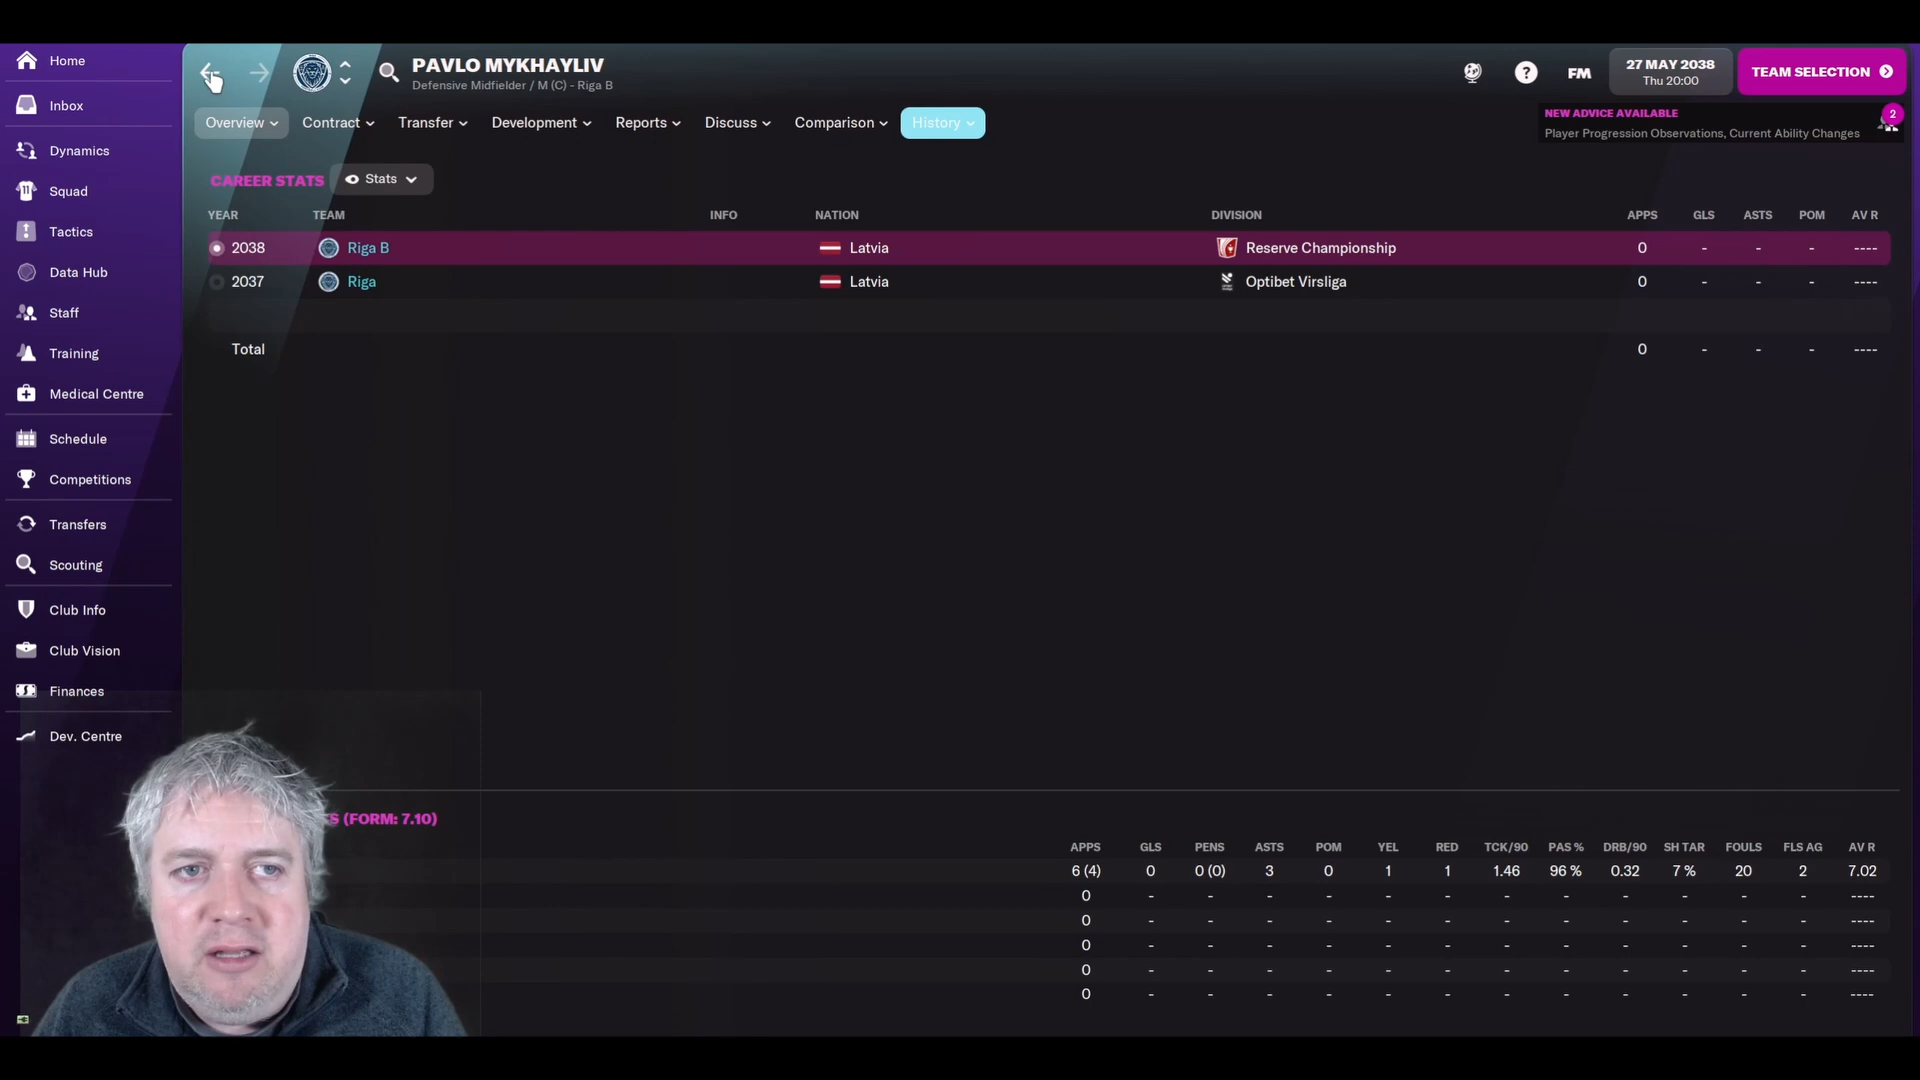 Home
Inbox
Dynamics
Squad
Tactics
Data Hub
Staff
Training
Medical Centre
Schedule
Competitions
Transfers
Scouting
Club Info
Club Vision
Finances
Dev. Centre
PAVLO MYKHAYLIV
Defensive Midfielder / M (C) - Riga B
? FM 27 MAY 2038 TEAM SELECTION
Thu 20:00
Overview Contract Transfer Development Reports Discuss Comparison History
NEW ADVICE AVAILABLE 2
Player Progression Observations, Current Ability Changes
CAREER STATS Stats
YEAR TEAM INFO NATION DIVISION APPS GLS ASTS POM AV R
2038 Riga B Latvia Reserve Championship 0 - - - ----
2037 Riga Latvia Optibet Virsliga 0 - - - ----
Total 0 - - - ----
S (FORM: 7.10)
APPS GLS PENS ASTS POM YEL RED TCK/90 PAS % DRB/90 SH TAR FOULS FLS AG AV R
6 (4) 0 0 (0) 3 0 1 1 1.46 96 % 0.32 7 % 20 2 7.02
0 - - - - - - - - - - - - ----
0 - - - - - - - - - - - - ----
0 - - - - - - - - - - - - ----
0 - - - - - - - - - - - - ----
0 - - - - - - - - - - - - ----